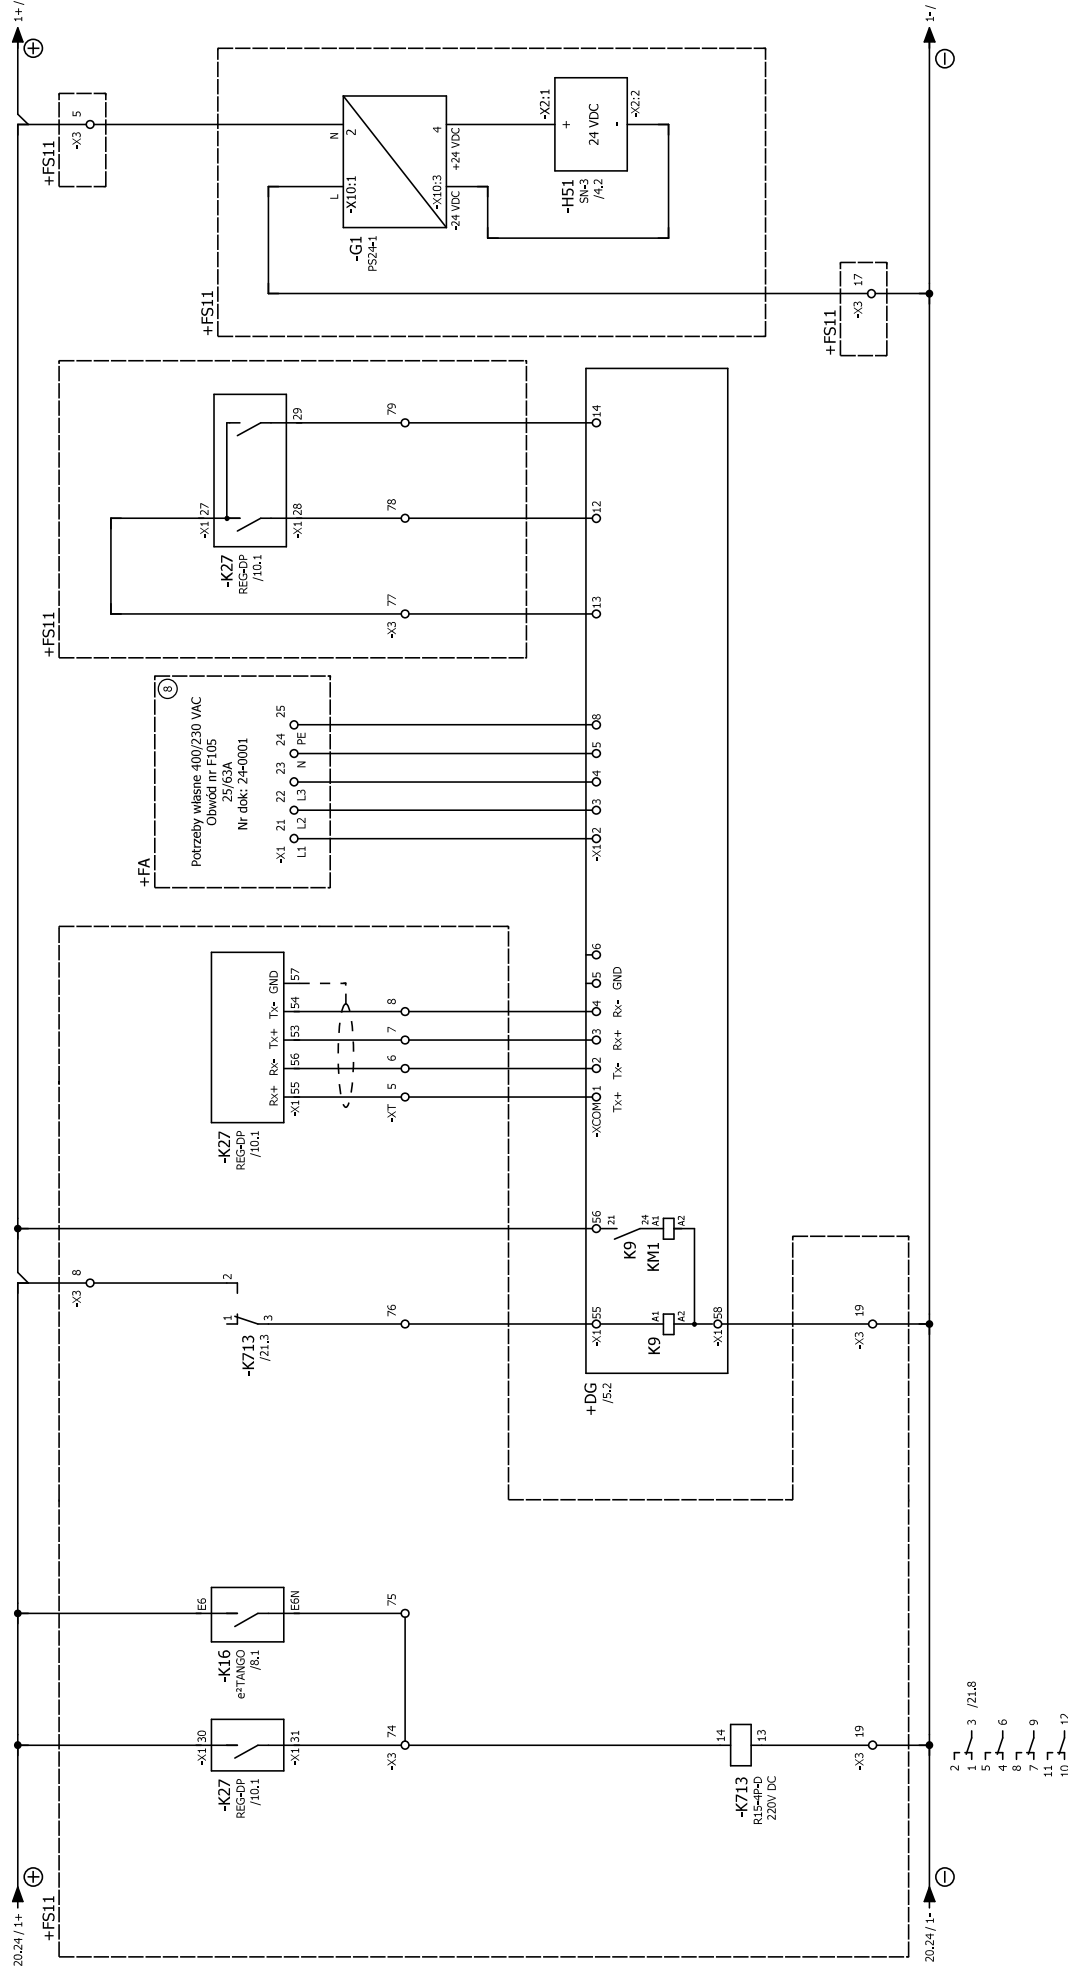 20.24 / 1+
+FS11
-K27
REG-DP
/10.1
-X1
30
-X1
31
-X3
74
-K16
e²TANGO
/8.1
E6
E6N
75
-K713
R15-4P-D
220V DC
14
13
-X3
19
20.24 / 1-
2
1
3
/21.8
5
4
6
8
7
9
11
10
12
-X3
8
-K713
/21.3
1
2
3
76
+DG
/5.2
-X1
55
K9
A1
A2
-X1
58
56
21
24
K9
KM1
A1
A2
-X3
19
-K27
REG-DP
/10.1
Rx+
Rx-
Tx+
Tx-
GND
-X1
55
56
53
54
57
-XT
5
6
7
8
-XCOM
1
2
3
4
5
6
Tx+
Tx-
Rx+
Rx-
GND
+FA
8
Potrzeby własne 400/230 VAC
Obwód nr F105
25/63A
Nr dok: 24-0001
-X1
21
22
23
24
25
L1
L2
L3
N
PE
-X10
2
3
4
5
8
+FS11
-K27
REG-DP
/10.1
-X1
27
-X1
28
29
-X3
77
78
79
13
12
14
+FS11
-X3
5
+FS11
-G1
PS24-1
L
N
-X10:1
2
-X10:3
4
-24 VDC
+24 VDC
-H51
SN-3
/4.2
-X2:1
+
24 VDC
-
-X2:2
+FS11
-X3
17
1+ /
1- /